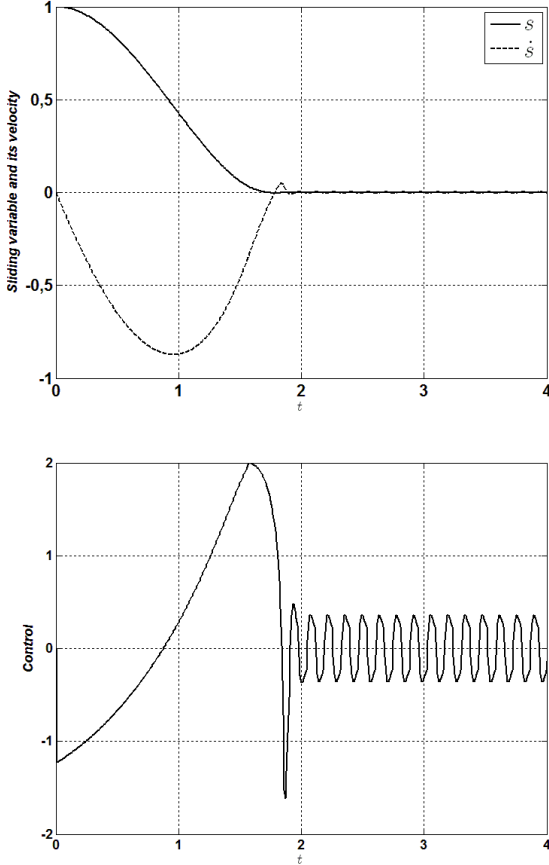 1
s
ṡ
0,5
0
-0,5
-1
Sliding variable and its velocity
0 1 2 3 4
t
2
1
0
-1
-2
Control
0 1 2 3 4
t